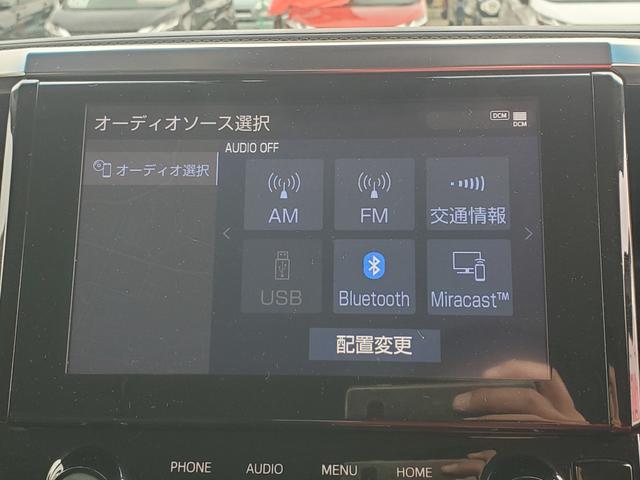 オーディオソース選択
DCM
DCM
AUDIO OFF
オーディオ選択
AM
FM
交通情報
USB
Bluetooth
Miracast™
配置変更
PHONE AUDIO MENU HOME